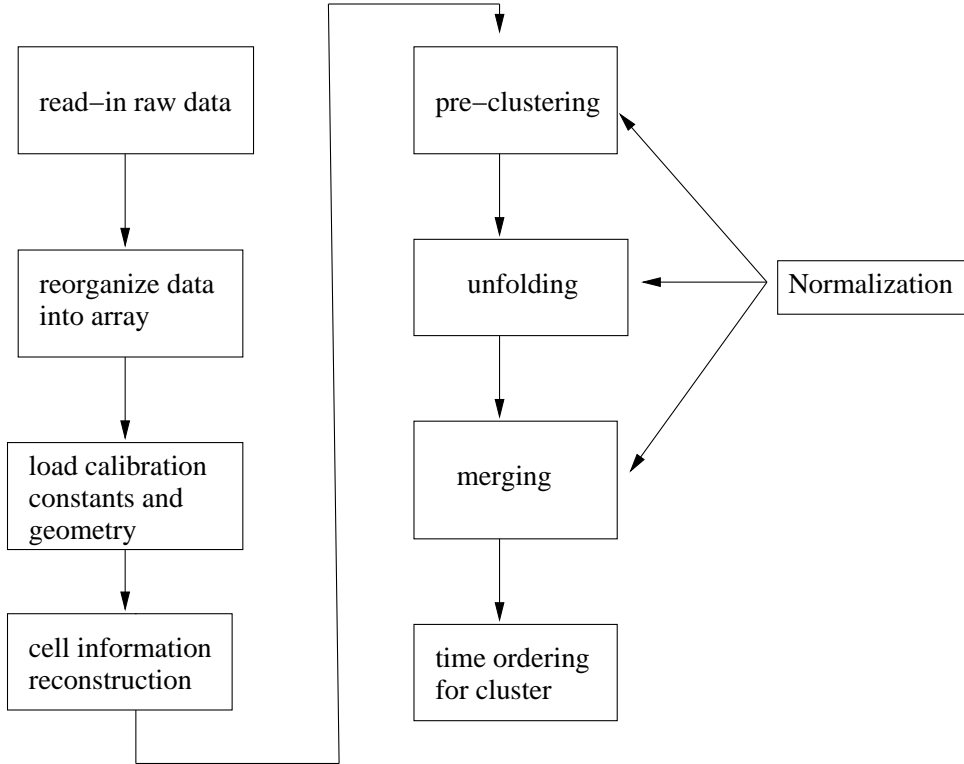 read−in raw data
reorganize data
into array
load calibration
constants and
geometry
cell information
reconstruction
pre−clustering
unfolding
merging
time ordering
for cluster
Normalization